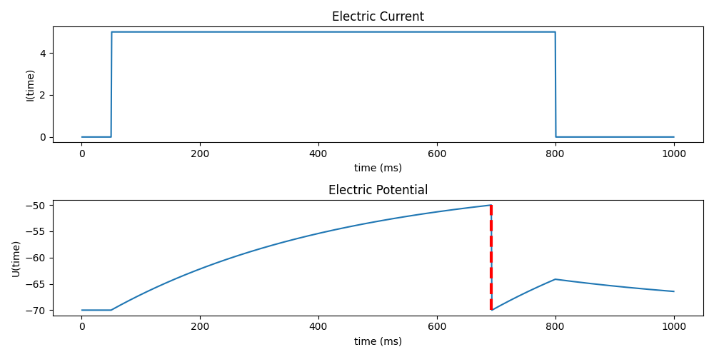 Electric Current
I(time)
4
2
0
0 200 400 600 800 1000
time (ms)
Electric Potential
U(time)
−50
−55
−60
−65
−70
0 200 400 600 800 1000
time (ms)